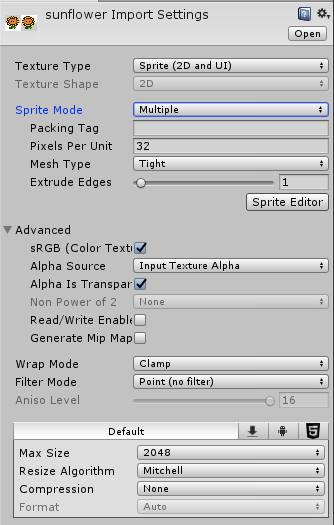 sunflower Import Settings
Open
Texture Type Sprite (2D and UI)
Texture Shape 2D
Sprite Mode Multiple
Packing Tag
Pixels Per Unit 32
Mesh Type Tight
Extrude Edges 1
Sprite Editor
Advanced
sRGB (Color Textu
Alpha Source Input Texture Alpha
Alpha Is Transpar
Non Power of 2 None
Read/Write Enable
Generate Mip Map
Wrap Mode Clamp
Filter Mode Point (no filter)
Aniso Level 16
Default
Max Size 2048
Resize Algorithm Mitchell
Compression None
Format Auto